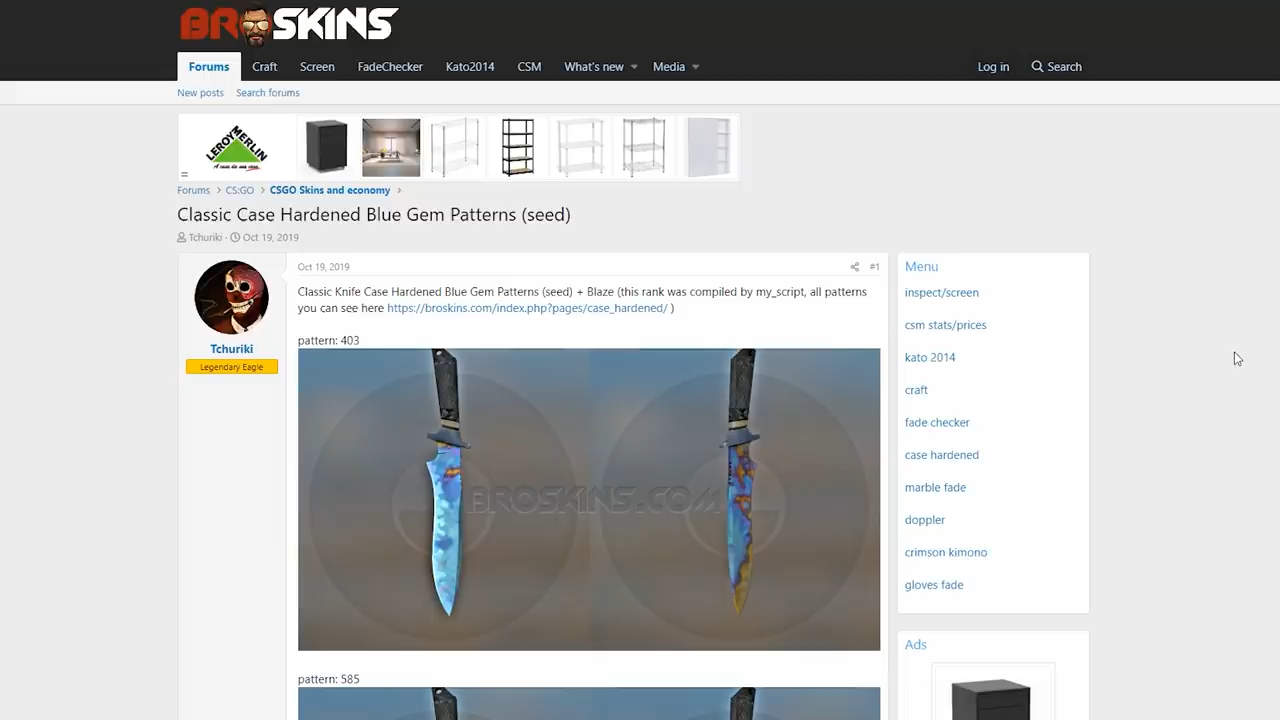 BROSKINS
Forums Craft Screen FadeChecker Kato2014 CSM What's new Media Log in Search
New posts Search forums
LEROY MERLIN
A casa da sua casa
Forums > CS:GO > CSGO Skins and economy >
Classic Case Hardened Blue Gem Patterns (seed)
Tchuriki · Oct 19, 2019
Oct 19, 2019 #1
Classic Knife Case Hardened Blue Gem Patterns (seed) + Blaze (this rank was compiled by my_script, all patterns
you can see here https://broskins.com/index.php?pages/case_hardened/ )
Tchuriki
Legendary Eagle
pattern: 403
BROSKINS.COM
pattern: 585
Menu
inspect/screen
csm stats/prices
kato 2014
craft
fade checker
case hardened
marble fade
doppler
crimson kimono
gloves fade
Ads